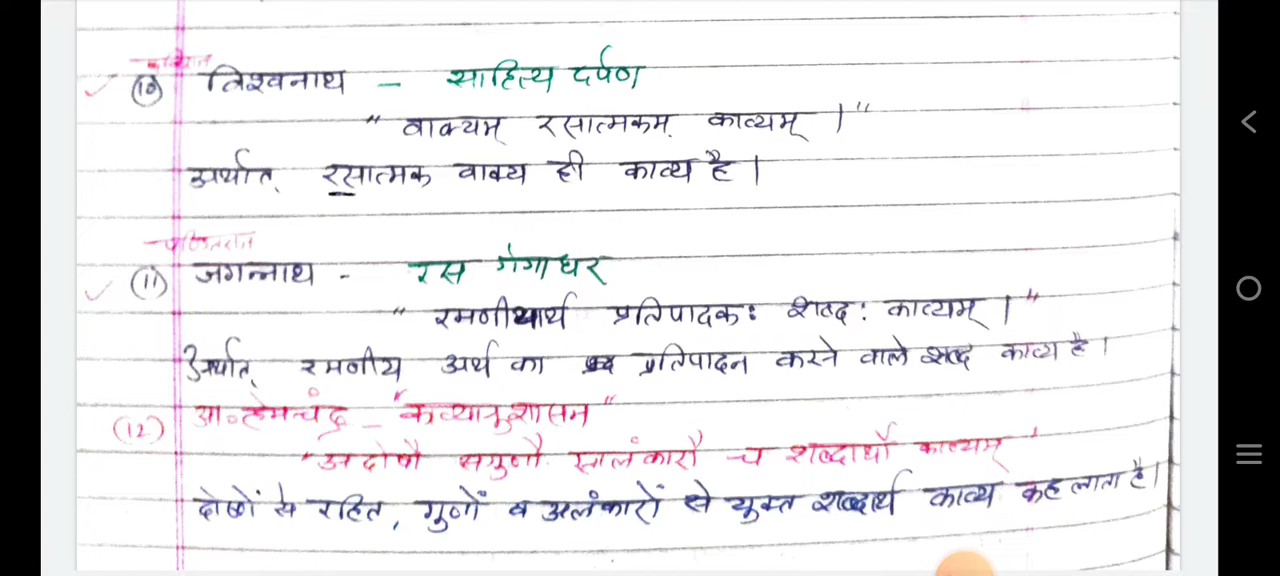 कविराज
(10) विश्वनाथ - साहित्य दर्पण
"वाक्यम् रसात्मकम् काव्यम्।"
अर्थात् रसात्मक वाक्य ही काव्य है।
पण्डितराज
(11) जगन्नाथ - रस गंगाधर
"रमणीयार्थ प्रतिपादकः शब्दः काव्यम्।"
अर्थात् रमणीय अर्थ का प्रतिपादन करने वाले शब्द काव्य है।
(12) आ॰ हेमचंद्र - "काव्यानुशासन"
"अदोषौ सगुणौ सालंकारौ च शब्दार्थौ काव्यम्"
दोषों से रहित, गुणों व अलंकारों से युक्त शब्दार्थ काव्य कहलाता है।